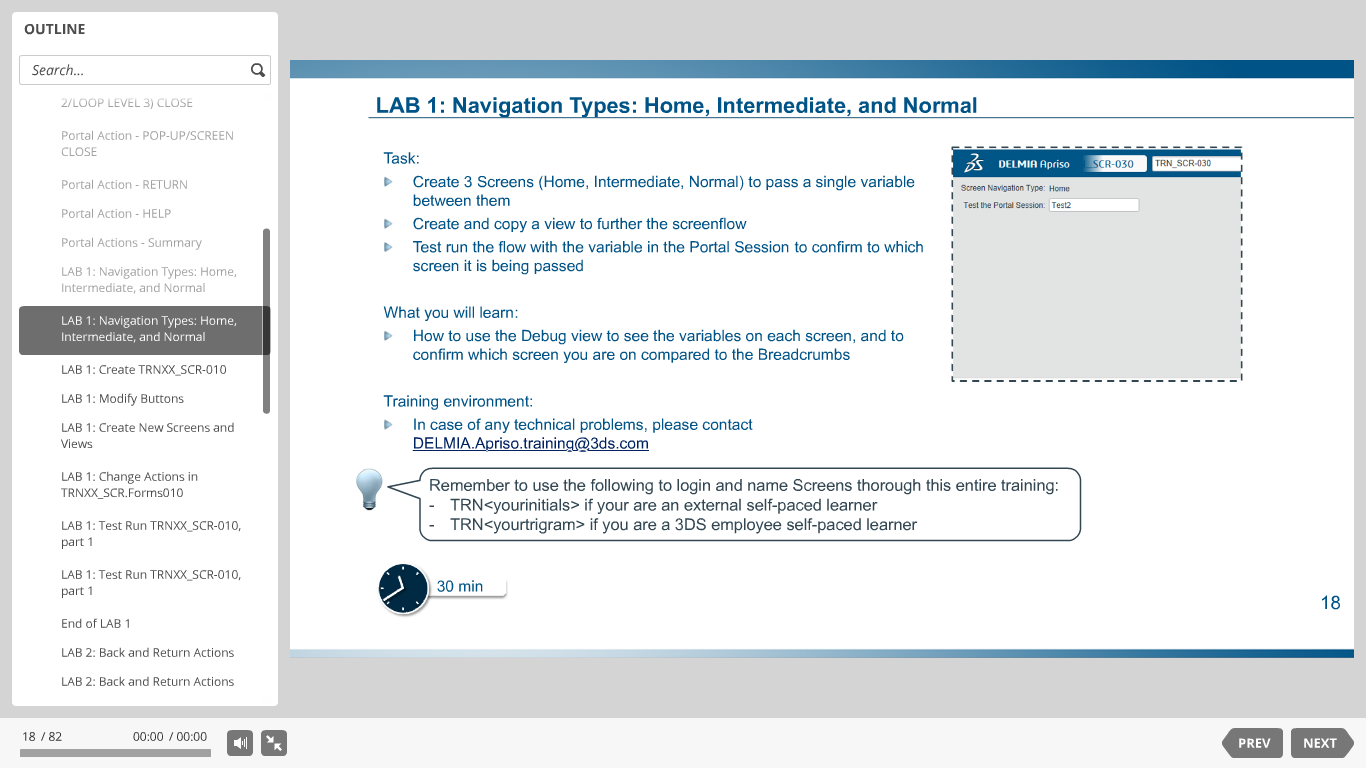 OUTLINE
Search...
2/LOOP LEVEL 3) CLOSE
Portal Action - POP-UP/SCREEN
CLOSE
Portal Action - RETURN
Portal Action - HELP
Portal Actions - Summary
LAB 1: Navigation Types: Home,
Intermediate, and Normal
LAB 1: Navigation Types: Home,
Intermediate, and Normal
LAB 1: Create TRNXX_SCR-010
LAB 1: Modify Buttons
LAB 1: Create New Screens and
Views
LAB 1: Change Actions in
TRNXX_SCR.Forms010
LAB 1: Test Run TRNXX_SCR-010,
part 1
LAB 1: Test Run TRNXX_SCR-010,
part 1
End of LAB 1
LAB 2: Back and Return Actions
LAB 2: Back and Return Actions
LAB 1: Navigation Types: Home, Intermediate, and Normal
Task:
Create 3 Screens (Home, Intermediate, Normal) to pass a single variable
between them
Create and copy a view to further the screenflow
Test run the flow with the variable in the Portal Session to confirm to which
screen it is being passed
What you will learn:
How to use the Debug view to see the variables on each screen, and to
confirm which screen you are on compared to the Breadcrumbs
Training environment:
In case of any technical problems, please contact
DELMIA.Apriso.training@3ds.com
DELMIA Apriso SCR-030 TRN_SCR-030
Screen Navigation Type: Home
Test the Portal Session: Test2
Remember to use the following to login and name Screens thorough this entire training:
- TRN<yourinitials> if your are an external self-paced learner
- TRN<yourtrigram> if you are a 3DS employee self-paced learner
30 min
18
18 / 82 00:00 / 00:00
PREV NEXT